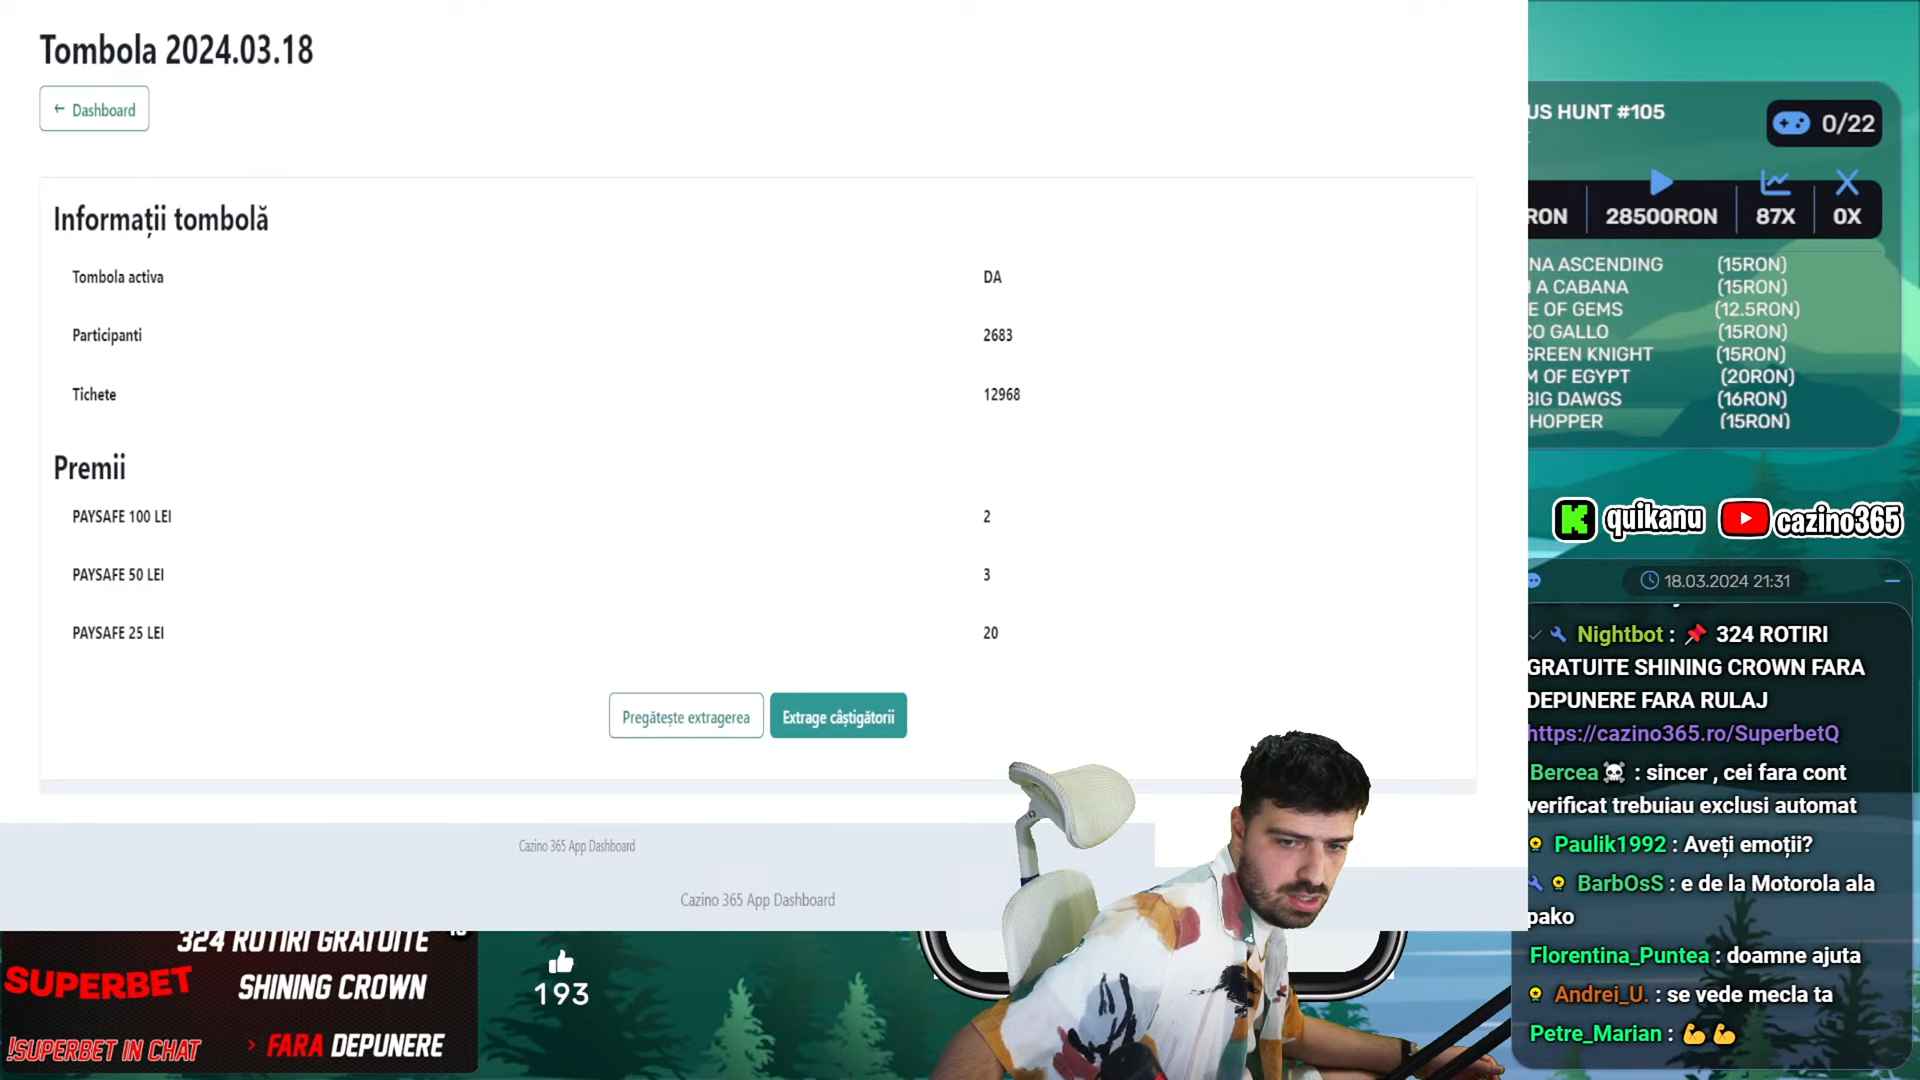 Tombola 2024.03.18
← Dashboard
Informații tombolă
Tombola activa DA
Participanti 2683
Tichete 12968
Premii
PAYSAFE 100 LEI 2
PAYSAFE 50 LEI 3
PAYSAFE 25 LEI 20
Pregătește extragerea Extrage câștigătorii
Cazino 365 App Dashboard
Cazino 365 App Dashboard
324 ROTIRI GRATUITE
SUPERBET SHINING CROWN
!SUPERBET IN CHAT > FARA DEPUNERE
193
US HUNT #105
0/22
RON 28500RON 87X 0X
NA ASCENDING (15RON)
A CABANA (15RON)
E OF GEMS (12.5RON)
CO GALLO (15RON)
GREEN KNIGHT (15RON)
M OF EGYPT (20RON)
BIG DAWGS (16RON)
HOPPER (15RON)
quikanu cazino365
18.03.2024 21:31
Nightbot : 📌 324 ROTIRI
GRATUITE SHINING CROWN FARA
DEPUNERE FARA RULAJ
https://cazino365.ro/SuperbetQ
Bercea☠ : sincer , cei fara cont
verificat trebuiau exclusi automat
Paulik1992 : Aveți emoții?
BarbOsS : e de la Motorola ala
pako
Florentina_Puntea : doamne ajuta
Andrei_U. : se vede mecla ta
Petre_Marian : 💪💪